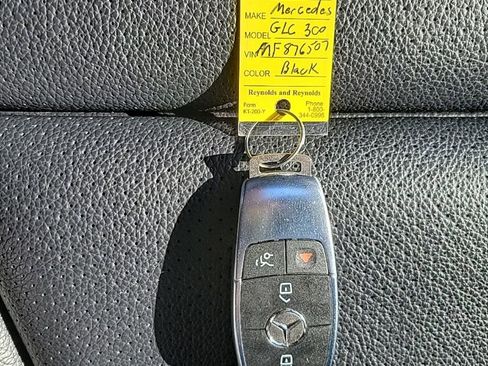 MAKE Mercedes
MODEL GLC 300
VIN MF876507
COLOR Black
Reynolds and Reynolds
Form Phone
KT-200-Y 1-800-
344-0996